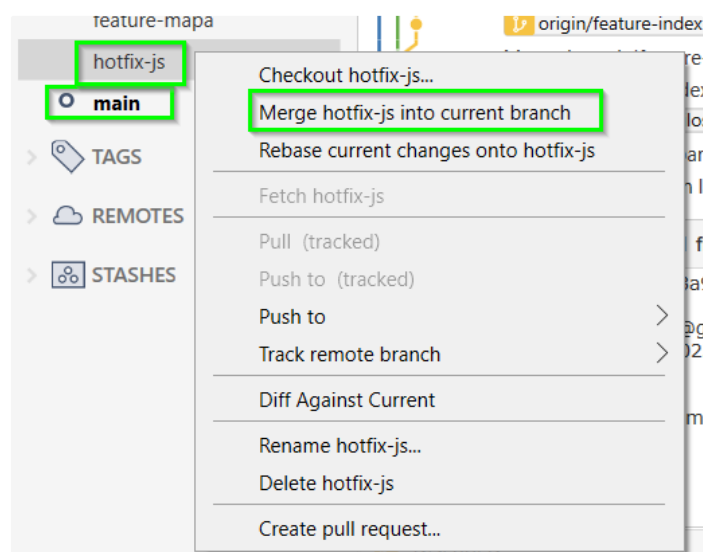 feature-mapa
origin/feature-index
hotfix-js
Checkout hotfix-js...
main
Merge hotfix-js into current branch
Rebase current changes onto hotfix-js
TAGS
Fetch hotfix-js
REMOTES
Pull (tracked)
Push to (tracked)
STASHES
Push to
Track remote branch
Diff Against Current
Rename hotfix-js...
Delete hotfix-js
Create pull request...